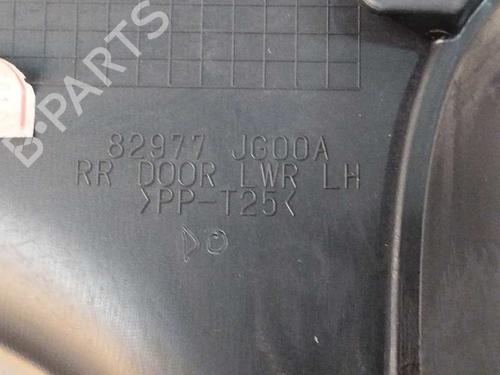 B-PARTS
82977 JG00A
RR DOOR LWR LH
>PP-T25<